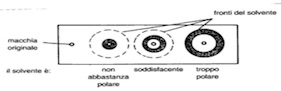 fronti del solvente
macchia
originale
il solvente è:
non
abbastanza
polare
soddisfacente
troppo
polare